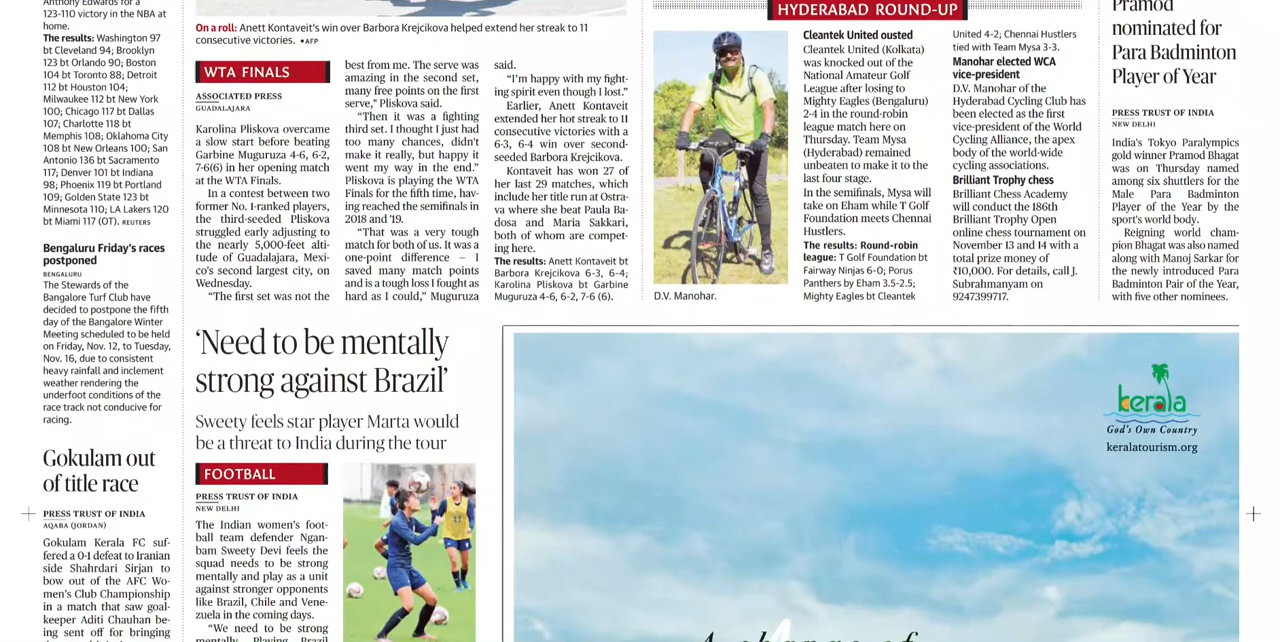 Anthony Edwards for a
123-110 victory in the NBA at
home.
The results: Washington 97
bt Cleveland 94; Brooklyn
123 bt Orlando 90; Boston
104 bt Toronto 88; Detroit
112 bt Houston 104;
Milwaukee 112 bt New York
100; Chicago 117 bt Dallas
107; Charlotte 118 bt
Memphis 108; Oklahoma City
108 bt New Orleans 100; San
Antonio 136 bt Sacramento
117; Denver 101 bt Indiana
98; Phoenix 119 bt Portland
109; Golden State 123 bt
Minnesota 110; LA Lakers 120
bt Miami 117 (OT). REUTERS
Bengaluru Friday's races
postponed
BENGALURU
The Stewards of the
Bangalore Turf Club have
decided to postpone the fifth
day of the Bangalore Winter
Meeting scheduled to be held
on Friday, Nov. 12, to Tuesday,
Nov. 16, due to consistent
heavy rainfall and inclement
weather rendering the
underfoot conditions of the
race track not conducive for
racing.
Gokulam out
of title race
PRESS TRUST OF INDIA
AQABA (JORDAN)
Gokulam Kerala FC suf-
fered a 0-1 defeat to Iranian
side Shahrdari Sirjan to
bow out of the AFC Wo-
men's Club Championship
in a match that saw goal-
keeper Aditi Chauhan be-
ing sent off for bringing
On a roll: Anett Kontaveit's win over Barbora Krejcikova helped extend her streak to 11
consecutive victories. • AFP
WTA FINALS
ASSOCIATED PRESS
GUADALAJARA
Karolina Pliskova overcame
a slow start before beating
Garbine Muguruza 4-6, 6-2,
7-6(6) in her opening match
at the WTA Finals.
In a contest between two
former No. 1-ranked players,
the third-seeded Pliskova
struggled early adjusting to
the nearly 5,000-feet alti-
tude of Guadalajara, Mexi-
co's second largest city, on
Wednesday.
"The first set was not the
best from me. The serve was
amazing in the second set,
many free points on the first
serve," Pliskova said.
"Then it was a fighting
third set. I thought I just had
too many chances, didn't
make it really, but happy it
went my way in the end."
Pliskova is playing the WTA
Finals for the fifth time, hav-
ing reached the semifinals in
2018 and '19.
"That was a very tough
match for both of us. It was a
one-point difference – I
saved many match points
and is a tough loss I fought as
hard as I could," Muguruza
said.
"I'm happy with my fight-
ing spirit even though I lost."
Earlier, Anett Kontaveit
extended her hot streak to 11
consecutive victories with a
6-3, 6-4 win over second-
seeded Barbora Krejcikova.
Kontaveit has won 27 of
her last 29 matches, which
include her title run at Ostra-
va where she beat Paula Ba-
dosa and Maria Sakkari,
both of whom are compet-
ing here.
The results: Anett Kontaveit bt
Barbora Krejcikova 6-3, 6-4;
Karolina Pliskova bt Garbine
Muguruza 4-6, 6-2, 7-6 (6).
HYDERABAD ROUND-UP
D.V. Manohar.
Cleantek United ousted
Cleantek United (Kolkata)
was knocked out of the
National Amateur Golf
League after losing to
Mighty Eagles (Bengaluru)
2-4 in the round-robin
league match here on
Thursday. Team Mysa
(Hyderabad) remained
unbeaten to make it to the
last four stage.
In the semifinals, Mysa will
take on Eham while T Golf
Foundation meets Chennai
Hustlers.
The results: Round-robin
league: T Golf Foundation bt
Fairway Ninjas 6-0; Porus
Panthers by Eham 3.5-2.5;
Mighty Eagles bt Cleantek
United 4-2; Chennai Hustlers
tied with Team Mysa 3-3.
Manohar elected WCA
vice-president
D.V. Manohar of the
Hyderabad Cycling Club has
been elected as the first
vice-president of the World
Cycling Alliance, the apex
body of the world-wide
cycling associations.
Brilliant Trophy chess
Brilliant Chess Academy
will conduct the 186th
Brilliant Trophy Open
online chess tournament on
November 13 and 14 with a
total prize money of
₹10,000. For details, call J.
Subrahmanyam on
9247399717.
Pramod
nominated for
Para Badminton
Player of Year
PRESS TRUST OF INDIA
NEW DELHI
India's Tokyo Paralympics
gold winner Pramod Bhagat
was on Thursday named
among six shuttlers for the
Male Para Badminton
Player of the Year by the
sport's world body.
Reigning world cham-
pion Bhagat was also named
along with Manoj Sarkar for
the newly introduced Para
Badminton Pair of the Year,
with five other nominees.
'Need to be mentally
strong against Brazil'
Sweety feels star player Marta would
be a threat to India during the tour
FOOTBALL
PRESS TRUST OF INDIA
NEW DELHI
The Indian women's foot-
ball team defender Ngan-
bam Sweety Devi feels the
squad needs to be strong
mentally and play as a unit
against stronger opponents
like Brazil, Chile and Vene-
zuela in the coming days.
"We need to be strong
mentally. Playing Brazil
kerala
God's Own Country
keralatourism.org
A change of